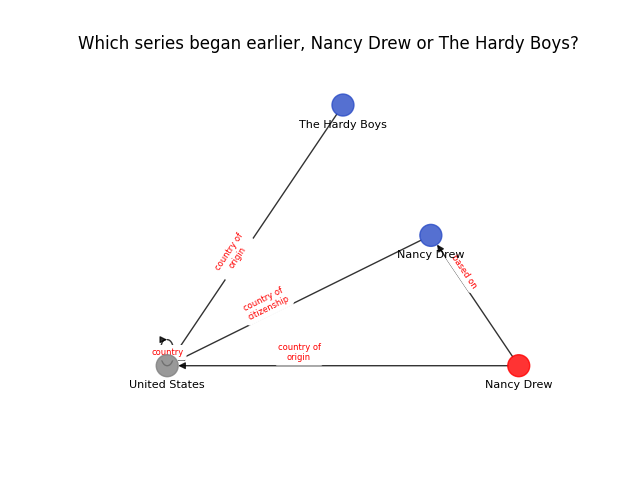 Which series began earlier, Nancy Drew or The Hardy Boys?
The Hardy Boys
country of
origin
Nancy Drew
based on
country of
citizenship
country of
origin
country
United States
Nancy Drew